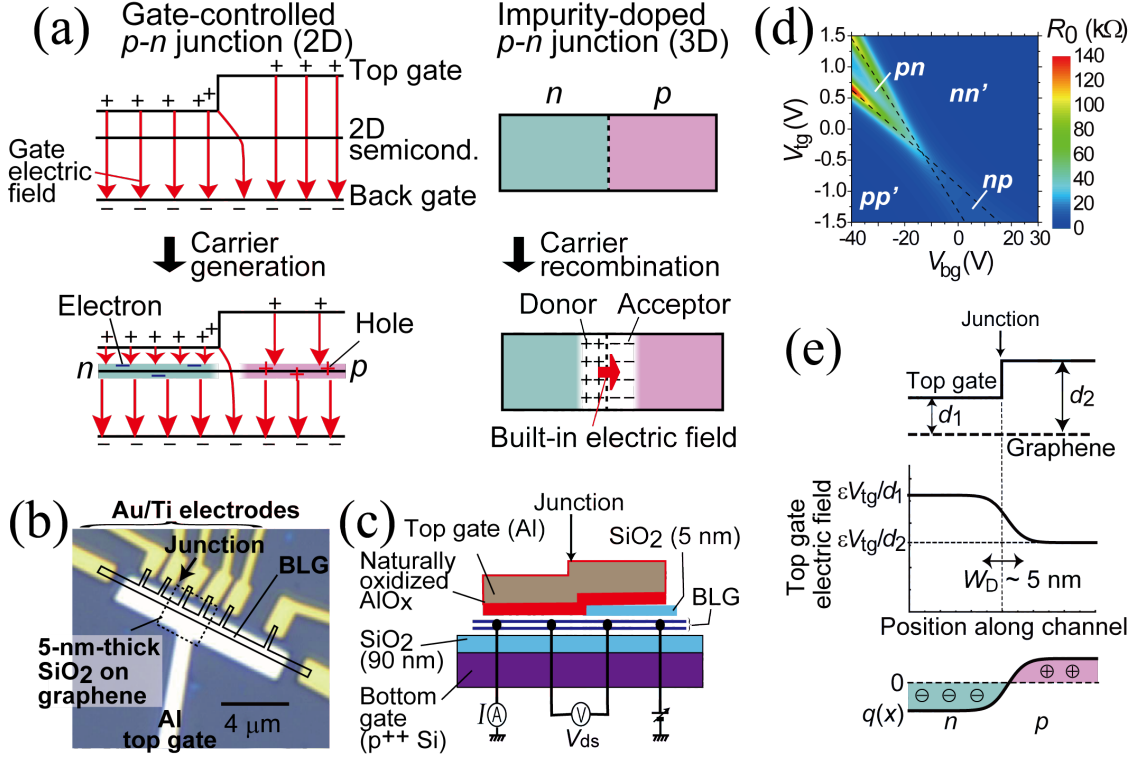 (a)
Gate-controlled
p-n junction (2D)
Impurity-doped
p-n junction (3D)
+ + +
Top gate
+ + + + +
2D
semicond.
Gate
electric
field
Back gate
− − − − − − − −
n p
Carrier
generation
Carrier
recombination
Electron
+ +
+ + + + + +
Hole
n
− − −
+ + +
p
− − − − − − −
Donor Acceptor
++ −−
++ −−
++ −−
++ −−
Built-in electric field
(b)
Au/Ti electrodes
Junction
BLG
5-nm-thick
SiO2 on
graphene
Al
top gate
4 μm
(c)
Junction
Top gate (Al)
SiO2 (5 nm)
Naturally
oxidized
AlOx
BLG
SiO2
(90 nm)
Bottom
gate
(p++ Si)
I A
V
Vds
(d)
R0 (kΩ)
1.5
1.0
0.5
0.0
-0.5
-1.0
-1.5
Vtg (V)
pn
nn'
np
pp'
-40 -20 0 20 30
Vbg (V)
140
120
100
80
60
40
20
0
(e)
Junction
Top gate
d1
d2
Graphene
Top gate
electric field
εVtg/d1
εVtg/d2
WD ~ 5 nm
Position along channel
0
q(x)
⊖ ⊖ ⊖
⊕ ⊕
n p